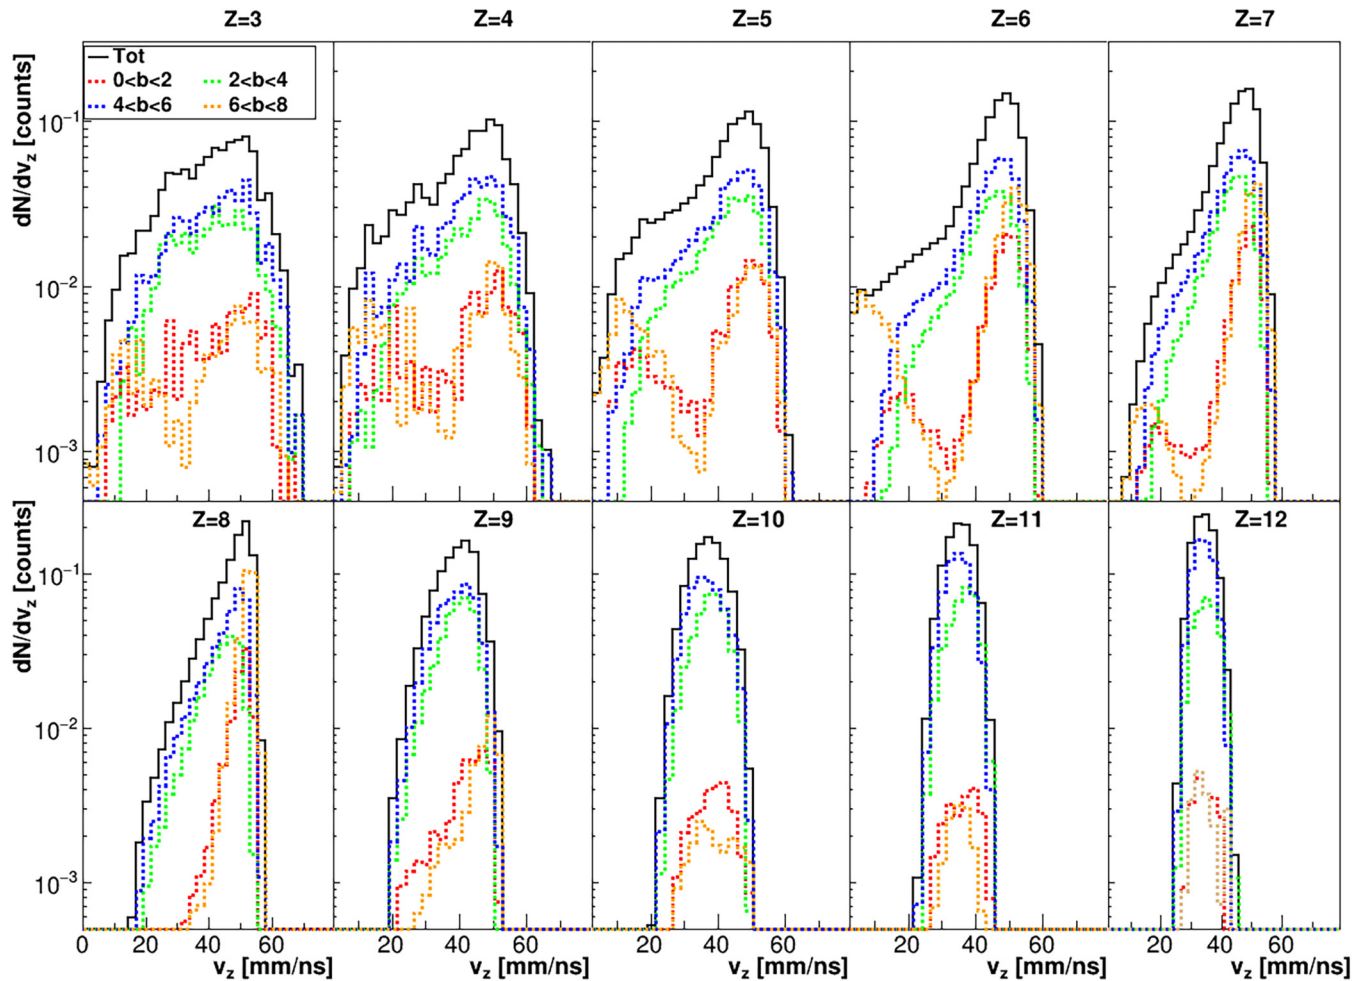 Z=3 Z=4 Z=5 Z=6 Z=7
Tot
0<b<2 2<b<4
4<b<6 6<b<8
dN/dv_z [counts]
10^-1
10^-2
10^-3
Z=8 Z=9 Z=10 Z=11 Z=12
dN/dv_z [counts]
10^-1
10^-2
10^-3
0 20 40 60 20 40 60 20 40 60 20 40 60 20 40 60
v_z [mm/ns] v_z [mm/ns] v_z [mm/ns] v_z [mm/ns] v_z [mm/ns]